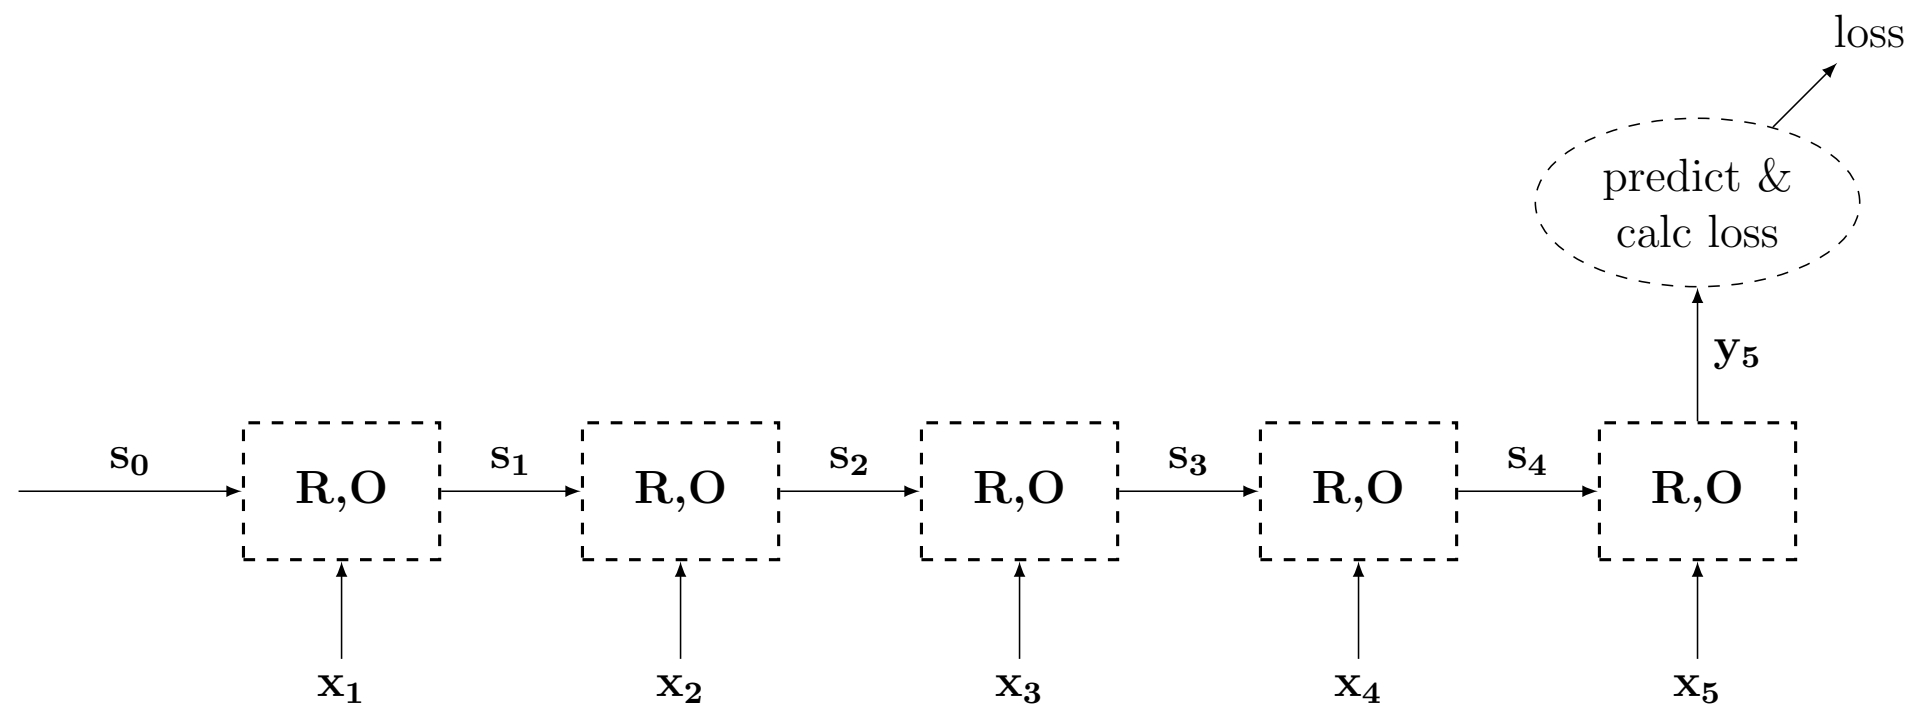 loss
predict &
calc loss
y₅
s₀ s₁ s₂ s₃ s₄
R,O R,O R,O R,O R,O
x₁ x₂ x₃ x₄ x₅